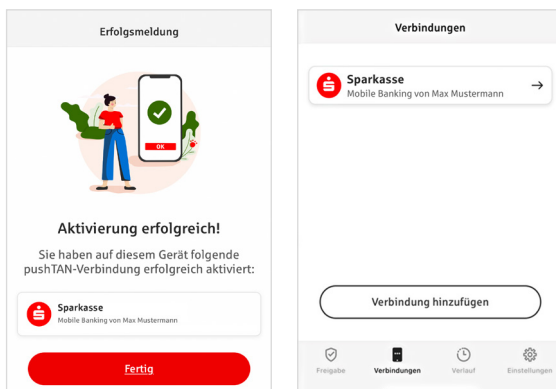 Erfolgsmeldung
OK
Aktivierung erfolgreich!
Sie haben auf diesem Gerät folgende
pushTAN-Verbindung erfolgreich aktiviert:
Sparkasse
Mobile Banking von Max Mustermann
Fertig
Verbindungen
Sparkasse
Mobile Banking von Max Mustermann
Verbindung hinzufügen
Freigabe
Verbindungen
Verlauf
Einstellungen